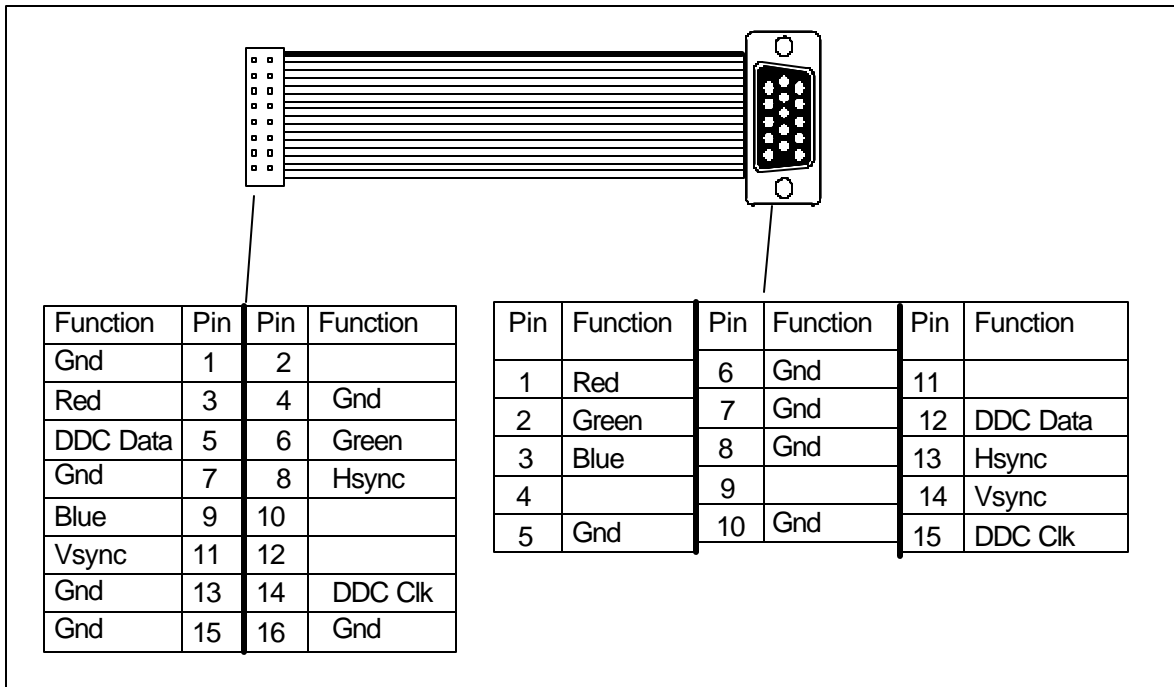 Function Pin Pin Function
Gnd 1 2
Red 3 4 Gnd
DDC Data 5 6 Green
Gnd 7 8 Hsync
Blue 9 10
Vsync 11 12
Gnd 13 14 DDC Clk
Gnd 15 16 Gnd
Pin Function Pin Function Pin Function
1 Red 6 Gnd 11
2 Green 7 Gnd 12 DDC Data
3 Blue 8 Gnd 13 Hsync
4 9 14 Vsync
5 Gnd 10 Gnd 15 DDC Clk